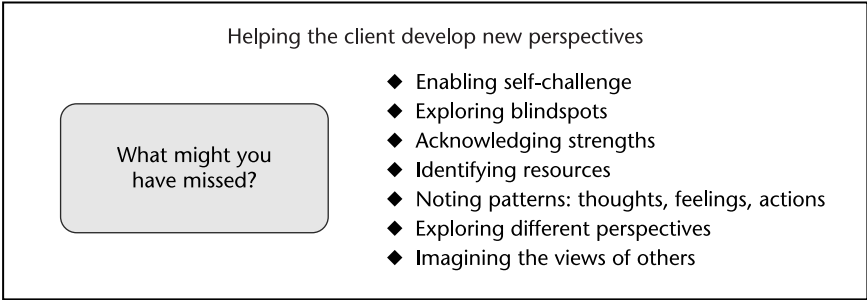 Helping the client develop new perspectives
What might you
have missed?
◆ Enabling self-challenge
◆ Exploring blindspots
◆ Acknowledging strengths
◆ Identifying resources
◆ Noting patterns: thoughts, feelings, actions
◆ Exploring different perspectives
◆ Imagining the views of others